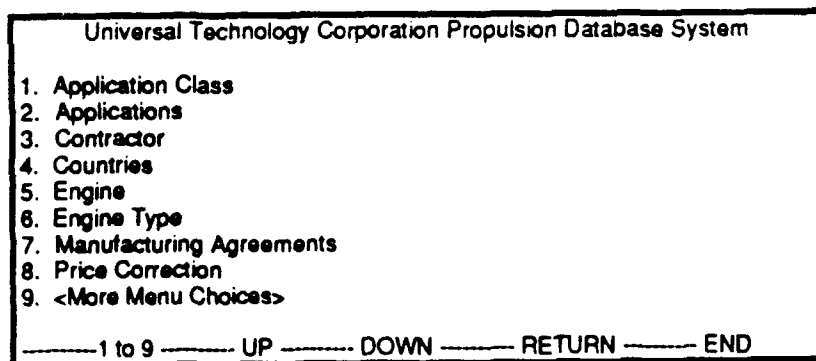 Universal Technology Corporation Propulsion Database System
1. Application Class
2. Applications
3. Contractor
4. Countries
5. Engine
6. Engine Type
7. Manufacturing Agreements
8. Price Correction
9. <More Menu Choices>
----------1 to 9 ---------- UP ---------- DOWN ---------- RETURN ---------- END